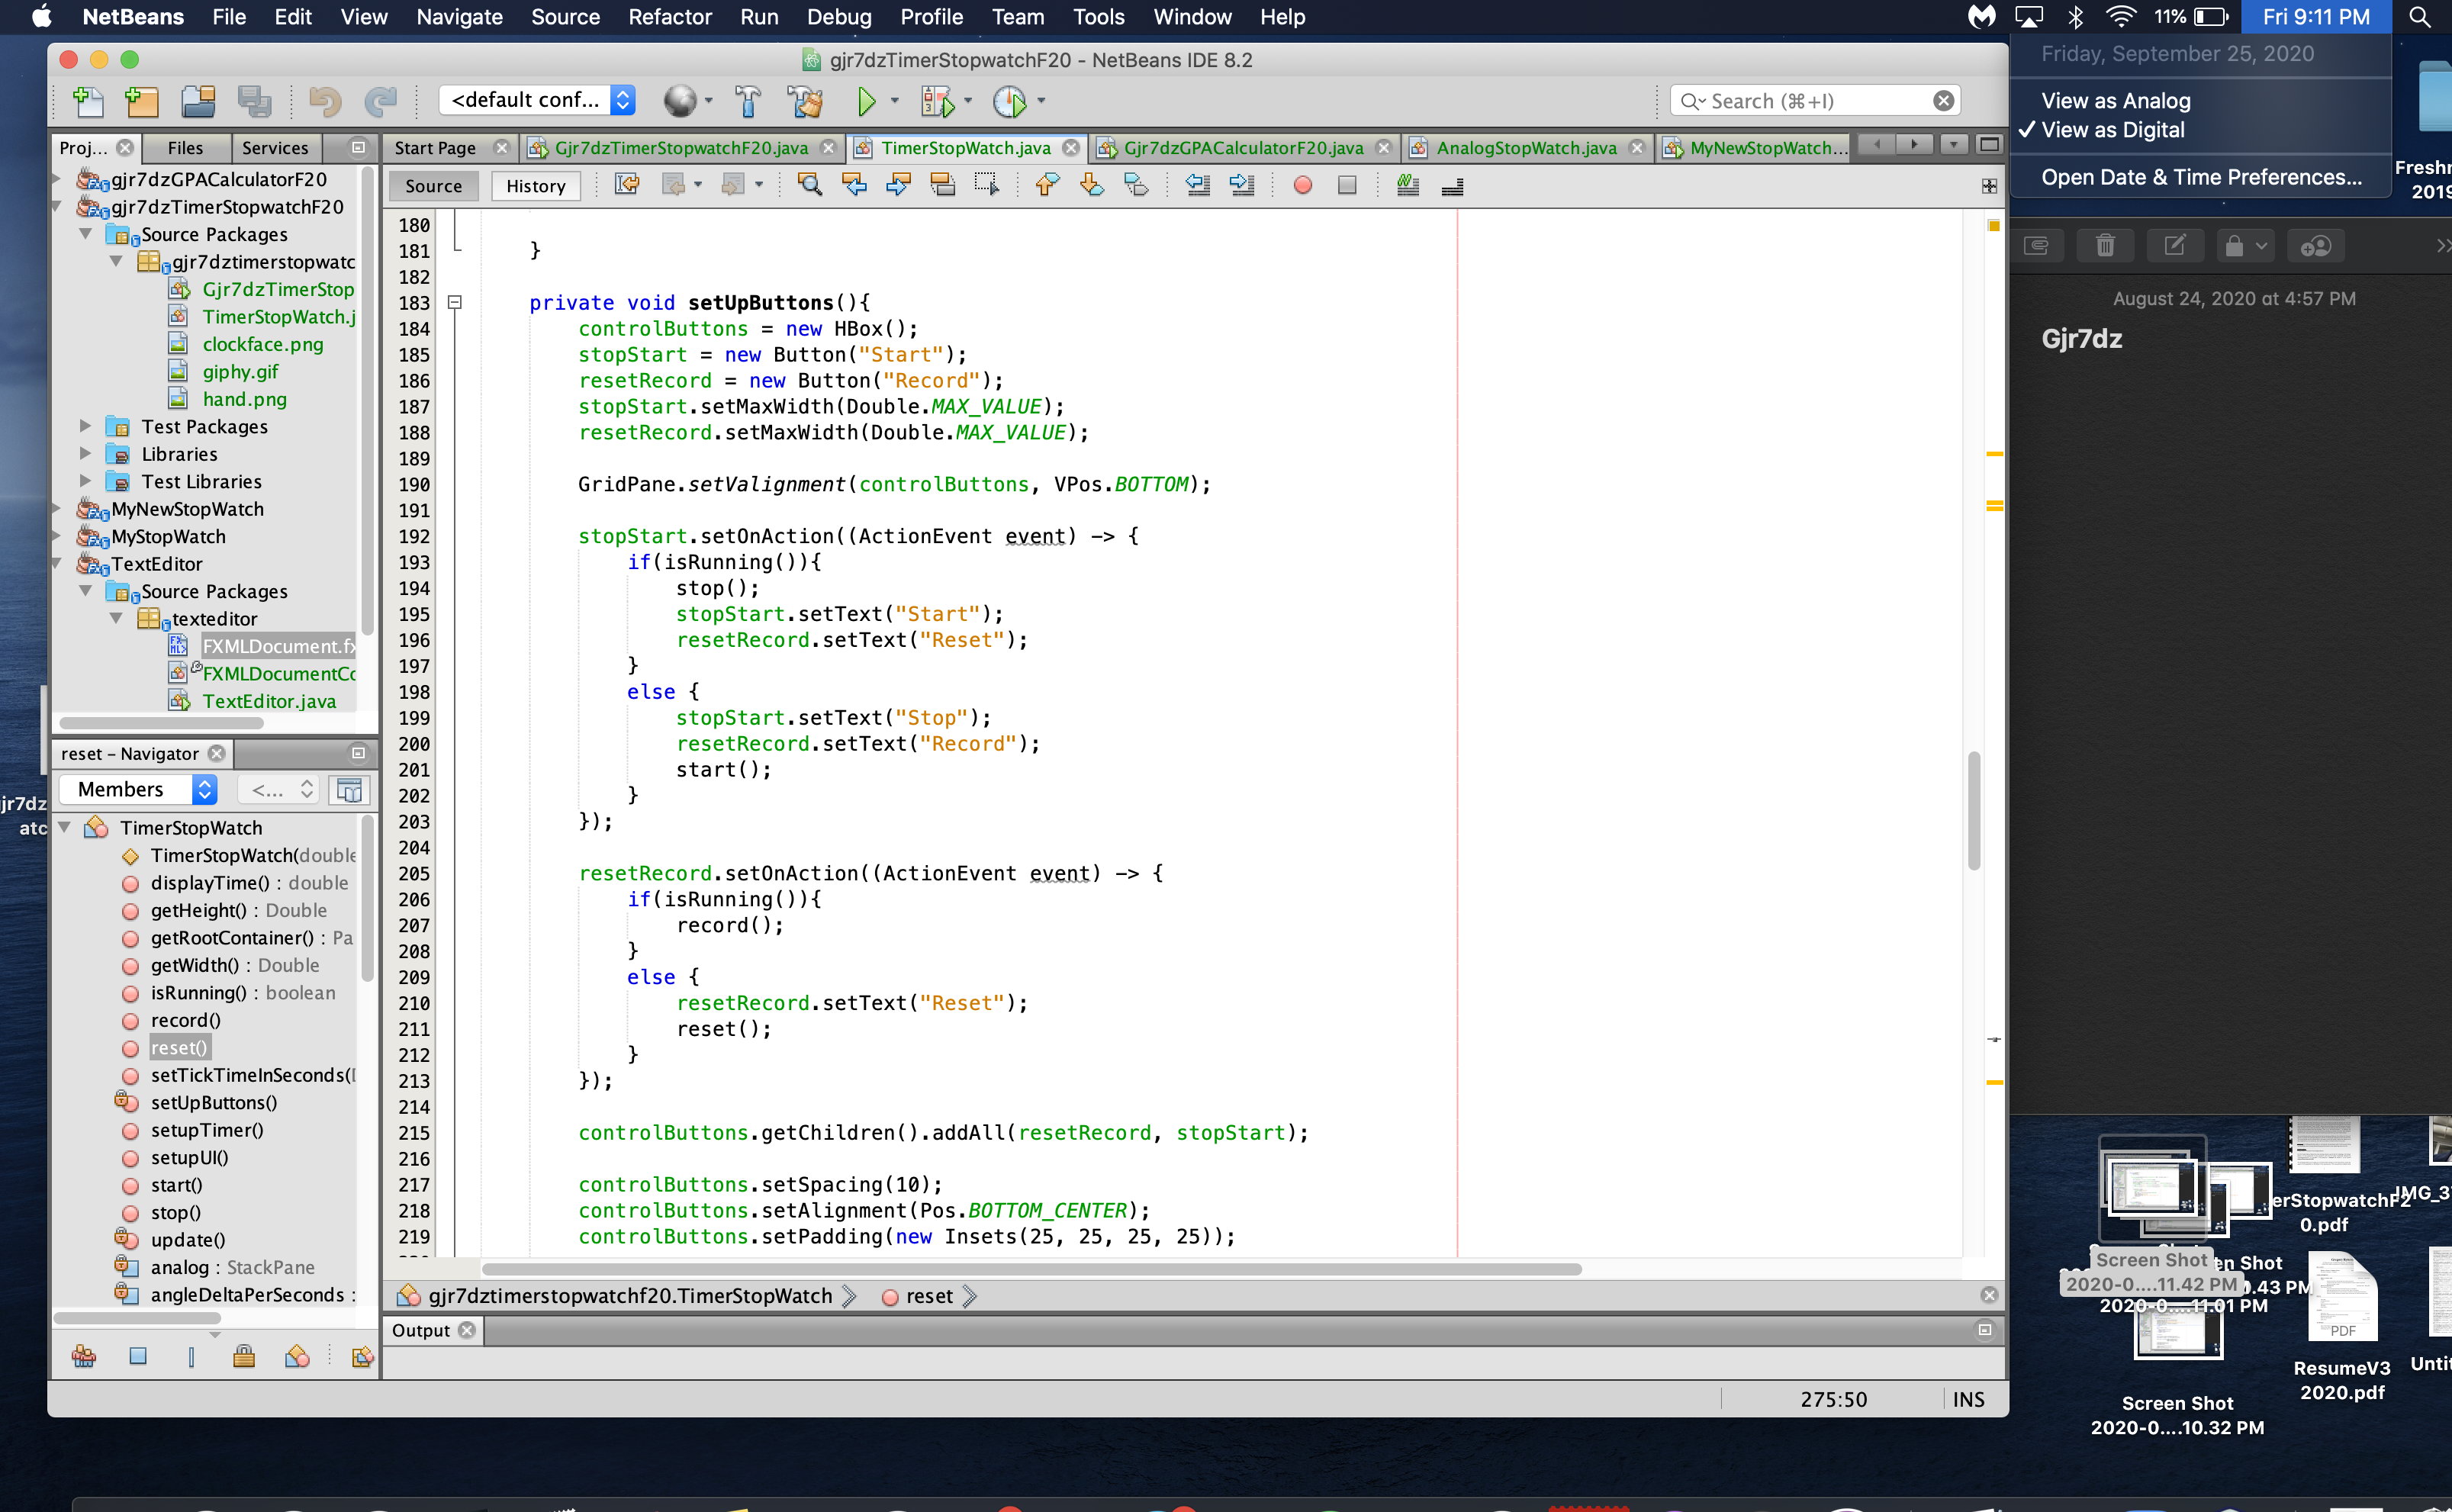 NetBeans File Edit View Navigate Source Refactor Run Debug Profile Team Tools Window Help 11% Fri 9:11 PM
Friday, September 25, 2020
View as Analog
✓ View as Digital
Open Date & Time Preferences...
gjr7dzTimerStopwatchF20 - NetBeans IDE 8.2
<default conf...
Search (⌘+I)
Proj... Files Services
Start Page Gjr7dzTimerStopwatchF20.java TimerStopWatch.java Gjr7dzGPACalculatorF20.java AnalogStopWatch.java MyNewStopWatch...
Source History
gjr7dzGPACalculatorF20
gjr7dzTimerStopwatchF20
Source Packages
gjr7dztimerstopwatc
Gjr7dzTimerStop
TimerStopWatch.j
clockface.png
giphy.gif
hand.png
Test Packages
Libraries
Test Libraries
MyNewStopWatch
MyStopWatch
TextEditor
Source Packages
texteditor
FXMLDocument.fx
FXMLDocumentCo
TextEditor.java
reset – Navigator
Members <...
TimerStopWatch
TimerStopWatch(double
displayTime() : double
getHeight() : Double
getRootContainer() : Pa
getWidth() : Double
isRunning() : boolean
record()
reset()
setTickTimeInSeconds(
setUpButtons()
setupTimer()
setupUI()
start()
stop()
update()
analog : StackPane
angleDeltaPerSeconds :
180
181 }
182
183 private void setUpButtons(){
184 controlButtons = new HBox();
185 stopStart = new Button("Start");
186 resetRecord = new Button("Record");
187 stopStart.setMaxWidth(Double.MAX_VALUE);
188 resetRecord.setMaxWidth(Double.MAX_VALUE);
189
190 GridPane.setValignment(controlButtons, VPos.BOTTOM);
191
192 stopStart.setOnAction((ActionEvent event) -> {
193 if(isRunning()){
194 stop();
195 stopStart.setText("Start");
196 resetRecord.setText("Reset");
197 }
198 else {
199 stopStart.setText("Stop");
200 resetRecord.setText("Record");
201 start();
202 }
203 });
204
205 resetRecord.setOnAction((ActionEvent event) -> {
206 if(isRunning()){
207 record();
208 }
209 else {
210 resetRecord.setText("Reset");
211 reset();
212 }
213 });
214
215 controlButtons.getChildren().addAll(resetRecord, stopStart);
216
217 controlButtons.setSpacing(10);
218 controlButtons.setAlignment(Pos.BOTTOM_CENTER);
219 controlButtons.setPadding(new Insets(25, 25, 25, 25));
gjr7dztimerstopwatchf20.TimerStopWatch reset
Output
275:50 INS
Freshr
2019
August 24, 2020 at 4:57 PM
Gjr7dz
jr7dz
atc
erStopwatchF2
0.pdf
IMG_3
Screen Shot
2020-0....11.42 PM
en Shot
0.43 PM
2020-0....11.01 PM
PDF
ResumeV3
2020.pdf
Unti
Screen Shot
2020-0....10.32 PM